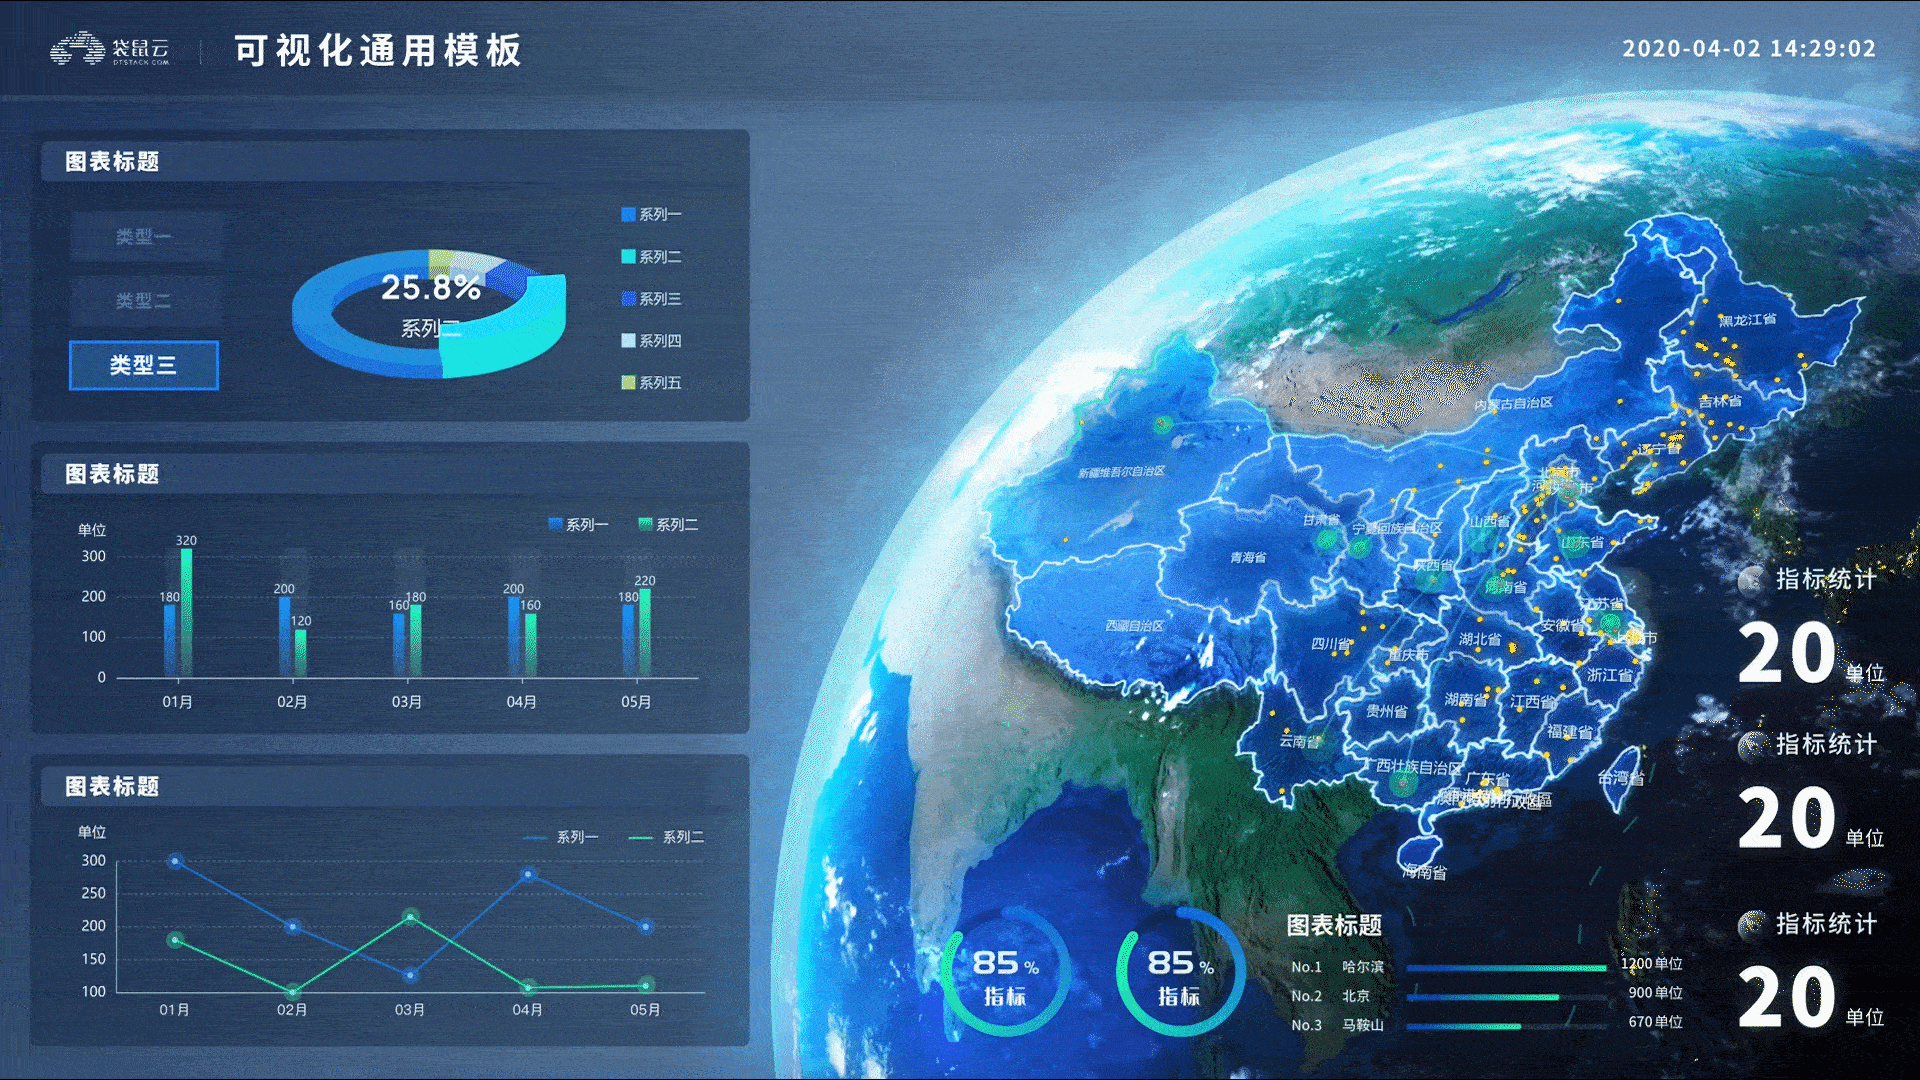 袋鼠云
DTSTACK.COM
可视化通用模板
2020-04-02 14:29:02
图表标题
类型一
类型二
类型三
25.8%
系列二
系列一
系列二
系列三
系列四
系列五
图表标题
单位
系列一
系列二
300
200
100
0
180
320
200
120
160
180
200
160
180
220
01月
02月
03月
04月
05月
图表标题
单位
系列一
系列二
300
250
200
150
100
01月
02月
03月
04月
05月
黑龙江省
吉林省
辽宁省
内蒙古自治区
北京市
新疆维吾尔自治区
甘肃省
宁夏回族自治区
山西省
山东省
青海省
陕西省
河南省
西藏自治区
江苏省
安徽省
上海市
四川省
湖北省
重庆市
浙江省
湖南省
江西省
贵州省
福建省
云南省
广西壮族自治区
广东省
台湾省
海南省
85%
指标
85%
指标
图表标题
No.1 哈尔滨 1200单位
No.2 北京 900单位
No.3 马鞍山 670单位
指标统计
20 单位
指标统计
20 单位
指标统计
20 单位